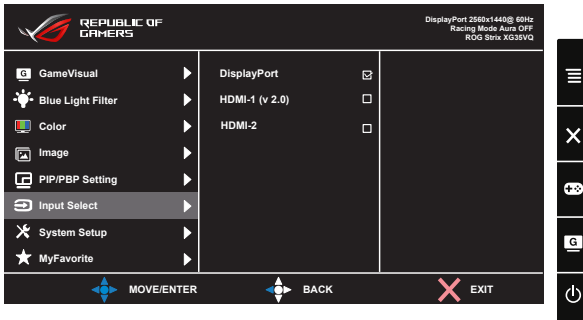 REPUBLIC OF
GAMERS
DisplayPort 2560x1440@ 60Hz
Racing Mode Aura OFF
ROG Strix XG35VQ
G GameVisual
Blue Light Filter
Color
Image
PIP/PBP Setting
Input Select
System Setup
MyFavorite
DisplayPort
HDMI-1 (v 2.0)
HDMI-2
MOVE/ENTER
BACK
EXIT
G